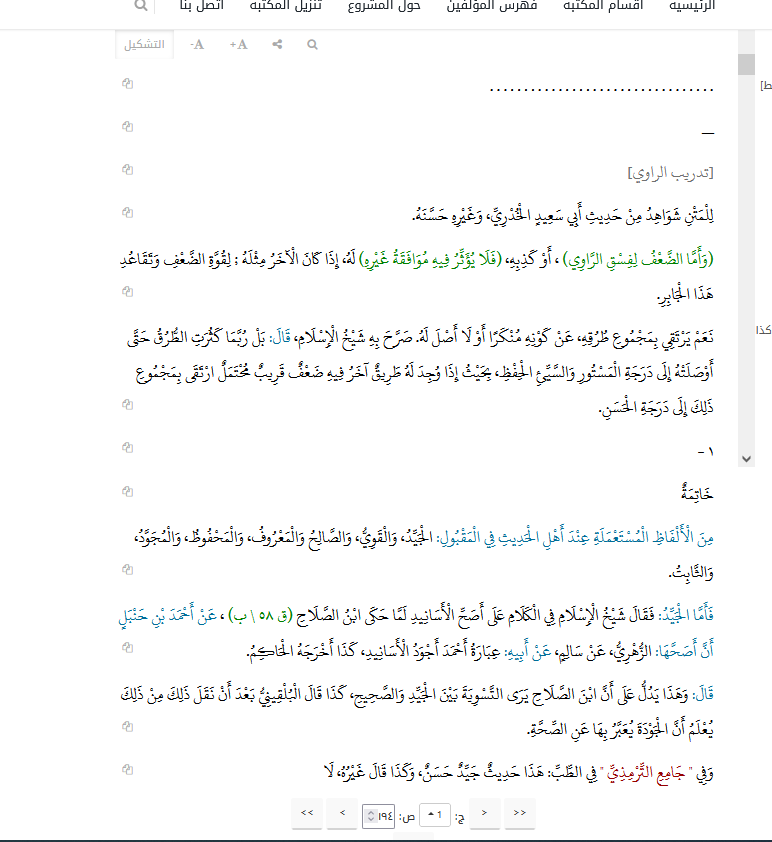 الرئيسية أقسام المكتبة فهرس المؤلفين حول المشروع تنزيل المكتبة اتصل بنا
A+ A- التشكيل
ط]
.................................
—
[تدريب الراوي]
لِلْمَتْنِ شَوَاهِدُ مِنْ حَدِيثِ أَبِي سَعِيدٍ الْخُدْرِيِّ، وَغَيْرِهِ حَسَّنَهُ.
(وَأَمَّا الضَّعْفُ لِفِسْقِ الرَّاوِي) ، أَوْ كَذِبِهِ، (فَلَا يُؤَثِّرُ فِيهِ مُوَافَقَةُ غَيْرِهِ) لَهُ، إِذَا كَانَ الْآخَرُ مِثْلَهُ ; لِقُوَّةِ الضَّعْفِ وَتَقَاعُدِ
هَذَا الْجَابِرِ.
كذا
نَعَمْ يَرْتَقِي بِمَجْمُوعِ طُرُقِهِ، عَنْ كَوْنِهِ مُنْكَرًا أَوْ لَا أَصْلَ لَهُ. صَرَّحَ بِهِ شَيْخُ الْإِسْلَامِ، قَالَ: بَلْ رُبَّمَا كَثُرَتِ الطُّرُقُ حَتَّى
أَوْصَلَتْهُ إِلَى دَرَجَةِ الْمَسْتُورِ وَالسَّيِّئِ الْحِفْظِ، بِحَيْثُ إِذَا وُجِدَ لَهُ طَرِيقٌ آخَرُ فِيهِ ضَعْفٌ قَرِيبٌ مُحْتَمَلٌ ارْتَقَى بِمَجْمُوعِ
ذَلِكَ إِلَى دَرَجَةِ الْحَسَنِ.
١ -
خَاتِمَةٌ
مِنَ الْأَلْفَاظِ الْمُسْتَعْمَلَةِ عِنْدَ أَهْلِ الْحَدِيثِ فِي الْمَقْبُولِ: الْجَيِّدُ، وَالْقَوِيُّ، وَالصَّالِحُ وَالْمَعْرُوفُ، وَالْمَحْفُوظُ، وَالْمُجَوَّدُ،
وَالثَّابِتُ.
فَأَمَّا الْجَيِّدُ: فَقَالَ شَيْخُ الْإِسْلَامِ فِي الْكَلَامِ عَلَى أَصَحِّ الْأَسَانِيدِ لَمَّا حَكَى ابْنُ الصَّلَاحِ (ق ٥٨ \ ب) ، عَنْ أَحْمَدَ بْنِ حَنْبَلٍ
أَنَّ أَصَحَّهَا: الزُّهْرِيُّ، عَنْ سَالِمٍ، عَنْ أَبِيهِ: عِبَارَةُ أَحْمَدَ أَجْوَدُ الْأَسَانِيدِ، كَذَا أَخْرَجَهُ الْحَاكِمُ.
قَالَ: وَهَذَا يَدُلُّ عَلَى أَنَّ ابْنَ الصَّلَاحِ يَرَى التَّسْوِيَةَ بَيْنَ الْجَيِّدِ وَالصَّحِيحِ، كَذَا قَالَ الْبُلْقِينِيُّ بَعْدَ أَنْ نَقَلَ ذَلِكَ مِنْ ذَلِكَ
يُعْلَمُ أَنَّ الْجَوْدَةَ يُعَبَّرُ بِهَا عَنِ الصِّحَّةِ.
وَفِي " جَامِعِ التِّرْمِذِيِّ " فِي الطِّبِّ: هَذَا حَدِيثٌ جَيِّدٌ حَسَنٌ، وَكَذَا قَالَ غَيْرُهُ، لَا
<< < ج: 1 ص: ١٩٤ > >>